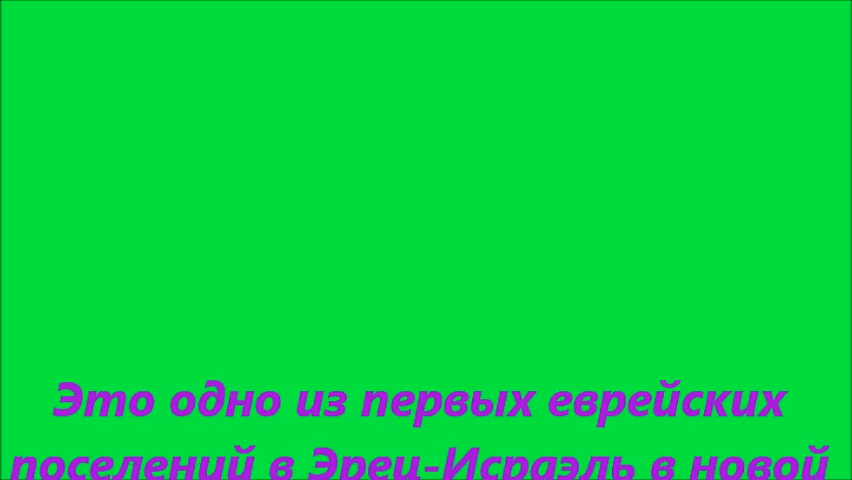 Это одно из первых еврейских
поселений в Эрец-Исраэль в новой